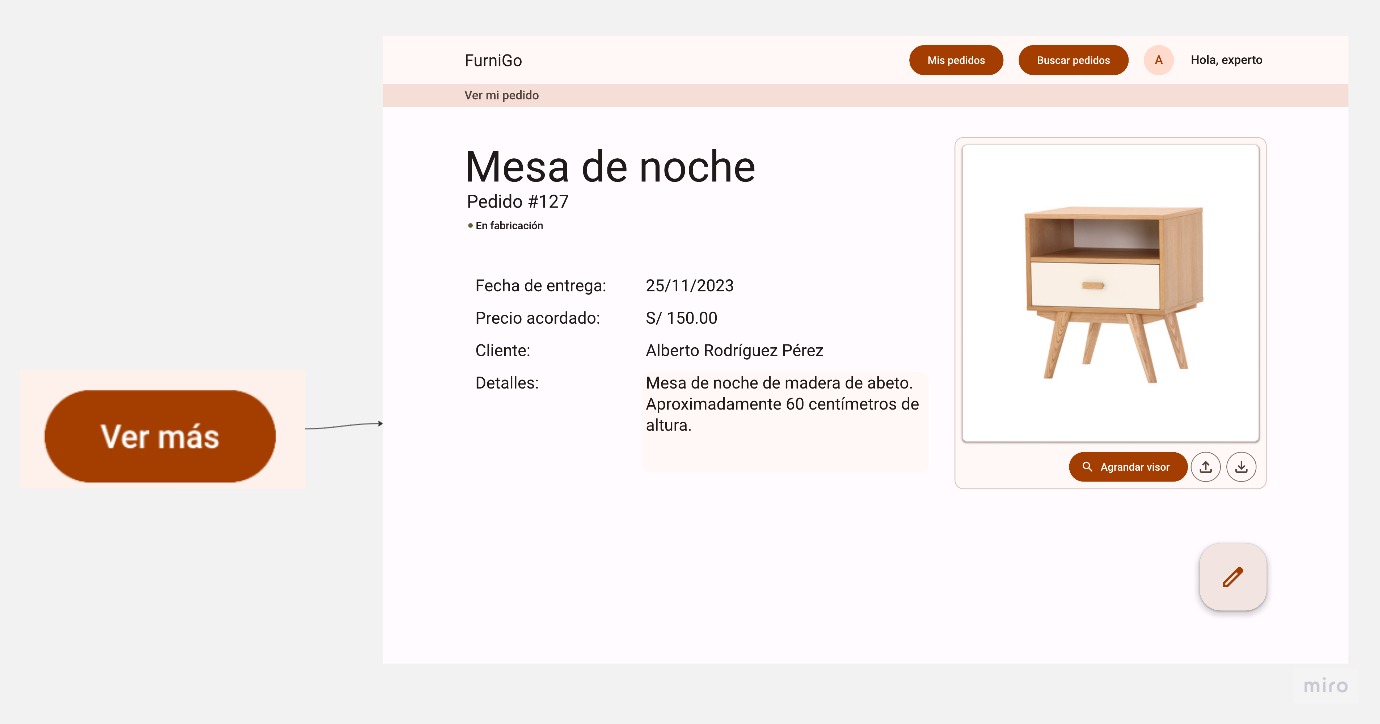 FurniGo
Mis pedidos
Buscar pedidos
A
Hola, experto
Ver mi pedido
Mesa de noche
Pedido #127
En fabricación
Fecha de entrega: 25/11/2023
Precio acordado: S/ 150.00
Cliente: Alberto Rodríguez Pérez
Detalles: Mesa de noche de madera de abeto.
Aproximadamente 60 centímetros de
altura.
Ver más
Agrandar visor
miro